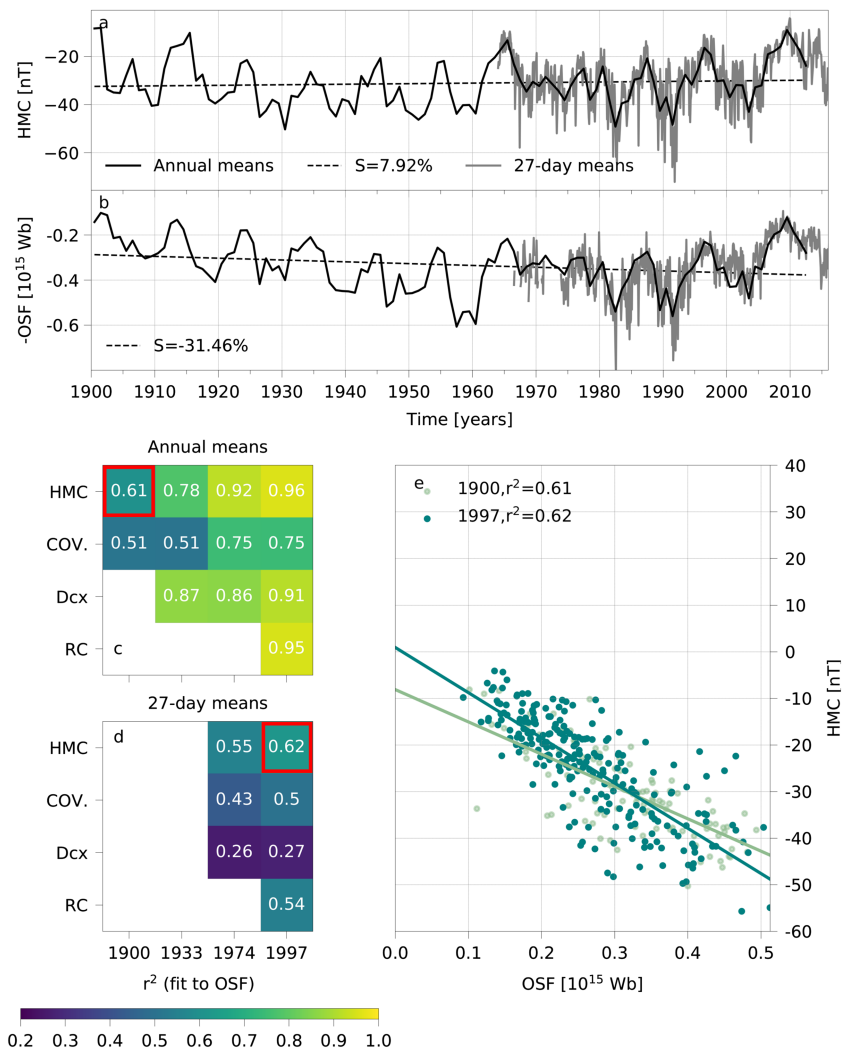 a
HMC [nT]
−20
−40
−60
Annual means
S=7.92%
27-day means
b
-OSF [10¹⁵ Wb]
-0.2
-0.4
-0.6
S=-31.46%
1900 1910 1920 1930 1940 1950 1960 1970 1980 1990 2000 2010
Time [years]
Annual means
HMC 0.61 0.78 0.92 0.96
COV. 0.51 0.51 0.75 0.75
Dcx 0.87 0.86 0.91
RC c 0.95
27-day means
d
HMC 0.55 0.62
COV. 0.43 0.5
Dcx 0.26 0.27
RC 0.54
1900 1933 1974 1997
r² (fit to OSF)
0.2 0.3 0.4 0.5 0.6 0.7 0.8 0.9 1.0
e
1900,r²=0.61
1997,r²=0.62
40
30
20
10
0
-10
-20
-30
-40
-50
-60
HMC [nT]
0.0 0.1 0.2 0.3 0.4 0.5
OSF [10¹⁵ Wb]